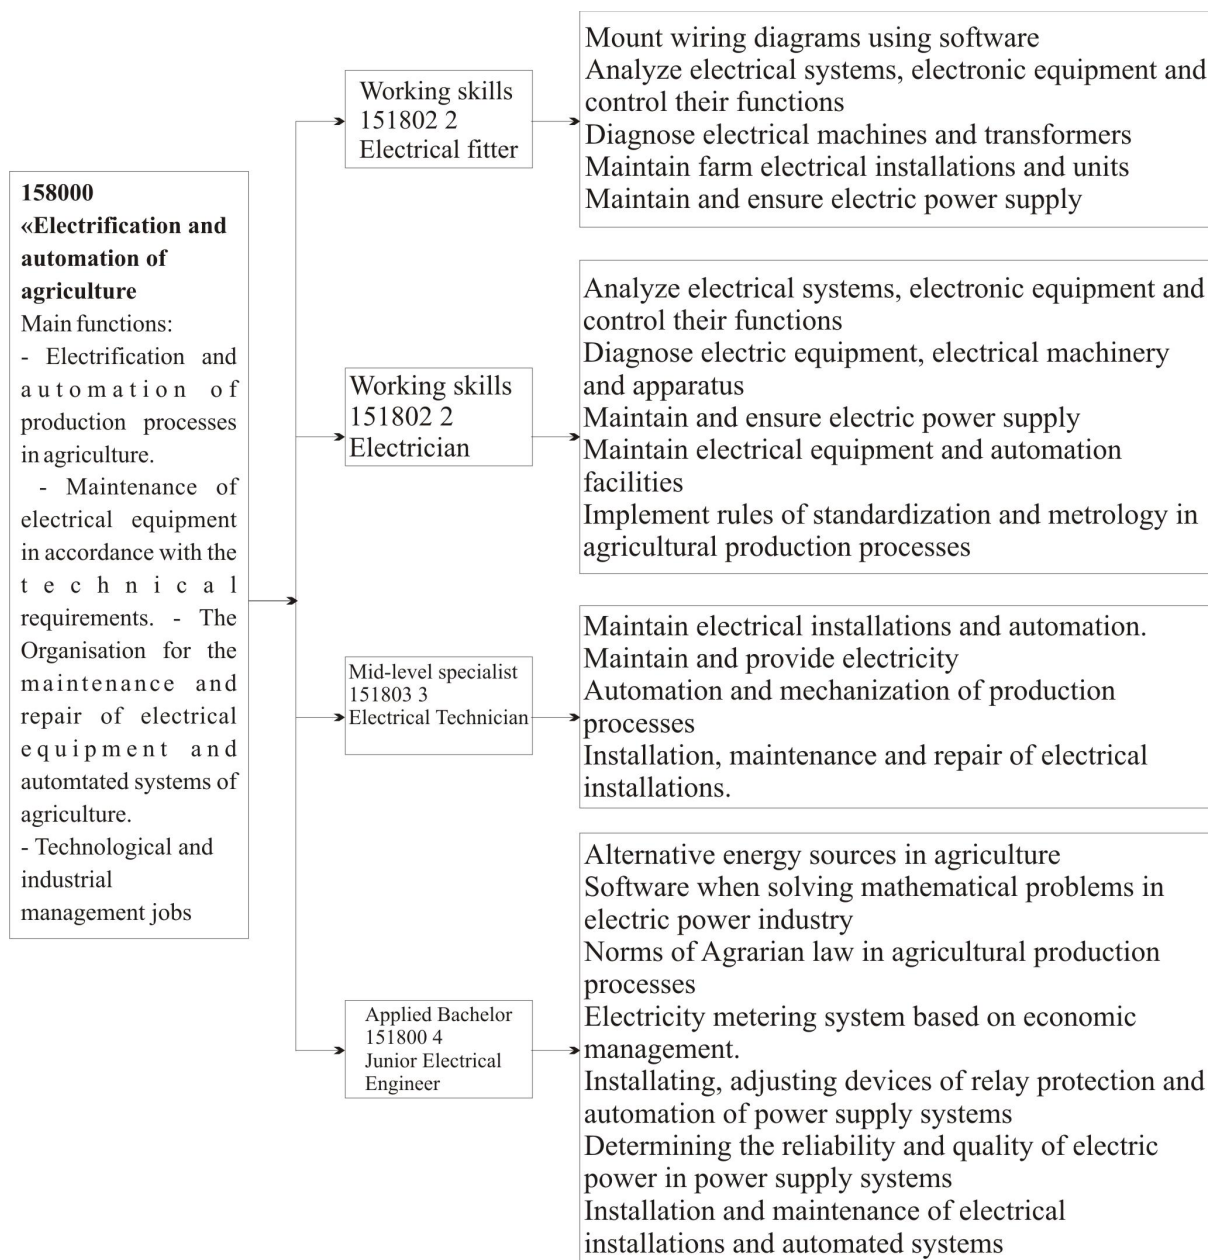 158000
«Electrification and
automation of
agriculture
Main functions:
- Electrification and
automation of
production processes
in agriculture.
- Maintenance of
electrical equipment
in accordance with the
technical
requirements. - The
Organisation for the
maintenance and
repair of electrical
equipment and
automtated systems of
agriculture.
- Technological and
industrial
management jobs
Working skills
151802 2
Electrical fitter
Mount wiring diagrams using software
Analyze electrical systems, electronic equipment and
control their functions
Diagnose electrical machines and transformers
Maintain farm electrical installations and units
Maintain and ensure electric power supply
Working skills
151802 2
Electrician
Analyze electrical systems, electronic equipment and
control their functions
Diagnose electric equipment, electrical machinery
and apparatus
Maintain and ensure electric power supply
Maintain electrical equipment and automation
facilities
Implement rules of standardization and metrology in
agricultural production processes
Mid-level specialist
151803 3
Electrical Technician
Maintain electrical installations and automation.
Maintain and provide electricity
Automation and mechanization of production
processes
Installation, maintenance and repair of electrical
installations.
Applied Bachelor
151800 4
Junior Electrical
Engineer
Alternative energy sources in agriculture
Software when solving mathematical problems in
electric power industry
Norms of Agrarian law in agricultural production
processes
Electricity metering system based on economic
management.
Installating, adjusting devices of relay protection and
automation of power supply systems
Determining the reliability and quality of electric
power in power supply systems
Installation and maintenance of electrical
installations and automated systems